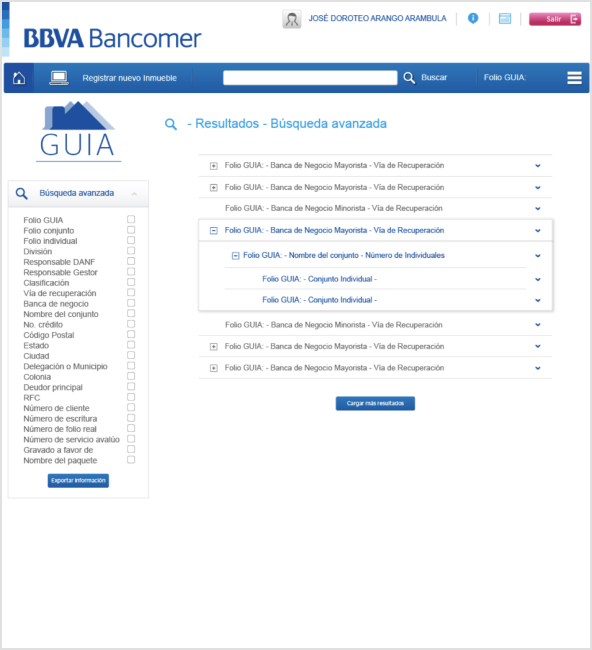 JOSÉ DOROTEO ARANGO ARAMBULA
Salir
BBVA Bancomer
Registrar nuevo Inmueble
Buscar
Folio GUIA:
GUIA
- Resultados - Búsqueda avanzada
Búsqueda avanzada
Folio GUIA
Folio conjunto
Folio individual
División
Responsable DANF
Responsable Gestor
Clasificación
Vía de recuperación
Banca de negocio
Nombre del conjunto
No. crédito
Código Postal
Estado
Ciudad
Delegación o Municipio
Colonia
Deudor principal
RFC
Número de cliente
Número de escritura
Número de folio real
Número de servicio avalúo
Gravado a favor de
Nombre del paquete
Exportar información
Folio GUIA: - Banca de Negocio Mayorista - Vía de Recuperación
Folio GUIA: - Banca de Negocio Mayorista - Vía de Recuperación
Folio GUIA: - Banca de Negocio Minorista - Vía de Recuperación
Folio GUIA: - Banca de Negocio Mayorista - Vía de Recuperación
Folio GUIA: - Nombre del conjunto - Número de Individuales
Folio GUIA: - Conjunto Individual -
Folio GUIA: - Conjunto Individual -
Folio GUIA: - Banca de Negocio Minorista - Vía de Recuperación
Folio GUIA: - Banca de Negocio Mayorista - Vía de Recuperación
Folio GUIA: - Banca de Negocio Mayorista - Vía de Recuperación
Cargar más resultados